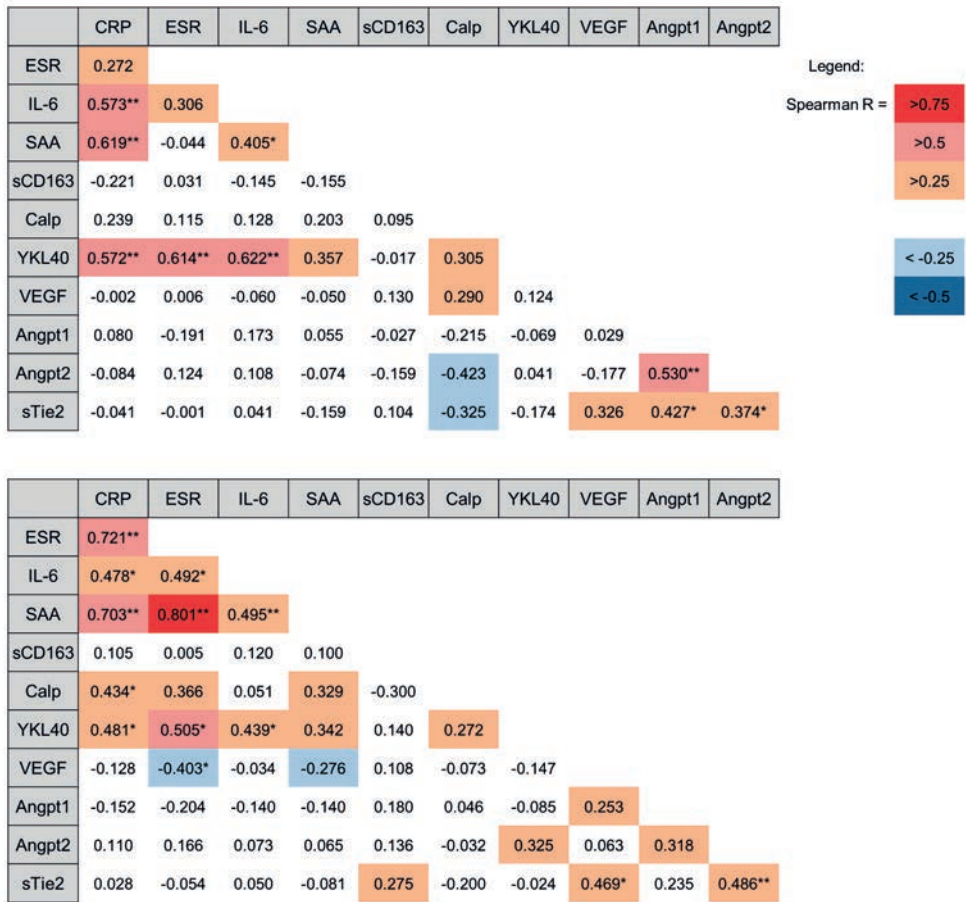 CRP ESR IL-6 SAA sCD163 Calp YKL40 VEGF Angpt1 Angpt2
ESR 0.272 Legend:
IL-6 0.573** 0.306 Spearman R = >0.75
SAA 0.619** -0.044 0.405* >0.5
sCD163 -0.221 0.031 -0.145 -0.155 >0.25
Calp 0.239 0.115 0.128 0.203 0.095
YKL40 0.572** 0.614** 0.622** 0.357 -0.017 0.305 < -0.25
VEGF -0.002 0.006 -0.060 -0.050 0.130 0.290 0.124 < -0.5
Angpt1 0.080 -0.191 0.173 0.055 -0.027 -0.215 -0.069 0.029
Angpt2 -0.084 0.124 0.108 -0.074 -0.159 -0.423 0.041 -0.177 0.530**
sTie2 -0.041 -0.001 0.041 -0.159 0.104 -0.325 -0.174 0.326 0.427* 0.374*
CRP ESR IL-6 SAA sCD163 Calp YKL40 VEGF Angpt1 Angpt2
ESR 0.721**
IL-6 0.478* 0.492*
SAA 0.703** 0.801** 0.495**
sCD163 0.105 0.005 0.120 0.100
Calp 0.434* 0.366 0.051 0.329 -0.300
YKL40 0.481* 0.505* 0.439* 0.342 0.140 0.272
VEGF -0.128 -0.403* -0.034 -0.276 0.108 -0.073 -0.147
Angpt1 -0.152 -0.204 -0.140 -0.140 0.180 0.046 -0.085 0.253
Angpt2 0.110 0.166 0.073 0.065 0.136 -0.032 0.325 0.063 0.318
sTie2 0.028 -0.054 0.050 -0.081 0.275 -0.200 -0.024 0.469* 0.235 0.486**